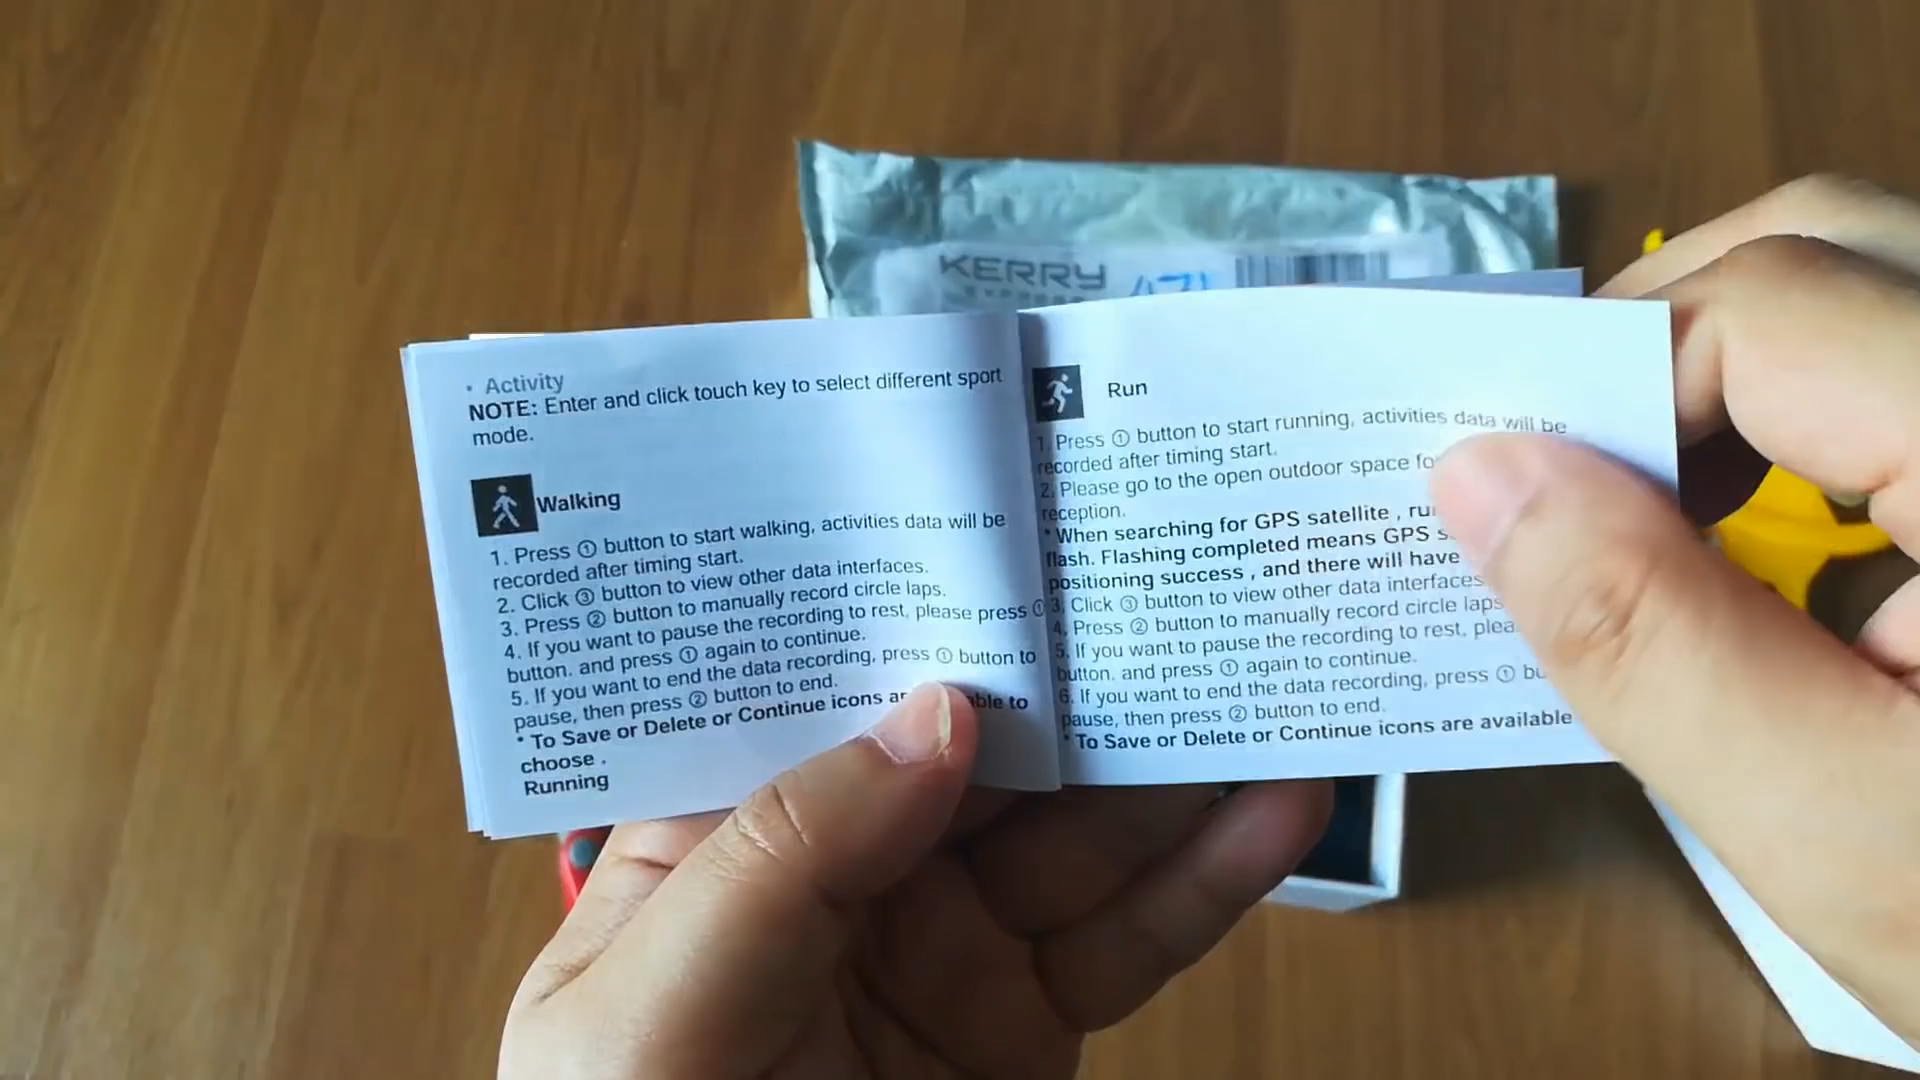 KERRY
• Activity
NOTE: Enter and click touch key to select different sport
mode.
Walking
1. Press ① button to start walking, activities data will be
recorded after timing start.
2. Click ③ button to view other data interfaces.
3. Press ② button to manually record circle laps.
4. If you want to pause the recording to rest, please press ①
button. and press ① again to continue.
5. If you want to end the data recording, press ① button to
pause, then press ② button to end.
* To Save or Delete or Continue icons to
choose .
Running
Run
1. Press ① button to start running, activities data will be
recorded after timing start.
2. Please go to the open outdoor space
reception.
* When searching for GPS satellite ,
flash. Flashing completed means GPS
positioning success , and there will have
3. Click ③ button to view other data interfaces
4. Press ② button to manually record circle laps
5. If you want to pause the recording to rest,
button. and press ① again to continue.
6. If you want to end the data recording, press ①
pause, then press ② button to end.
* To Save or Delete or Continue icons are available